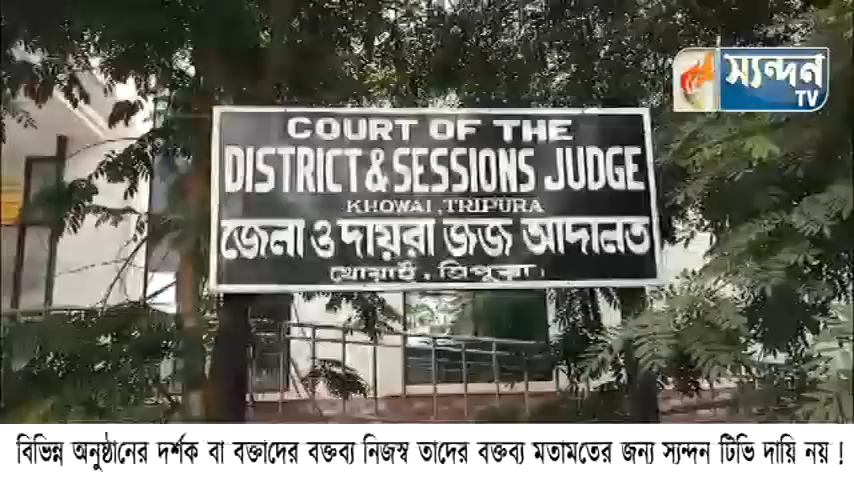 স্যন্দন
TV
COURT OF THE
DISTRICT & SESSIONS JUDGE
KHOWAI, TRIPURA
জেলা ও দায়রা জজ আদালত
খোয়াই, ত্রিপুরা।
বিভিন্ন অনুষ্ঠানের দর্শক বা বক্তাদের বক্তব্য নিজস্ব তাদের বক্তব্য মতামতের জন্য স্যন্দন টিভি দায়ি নয় !